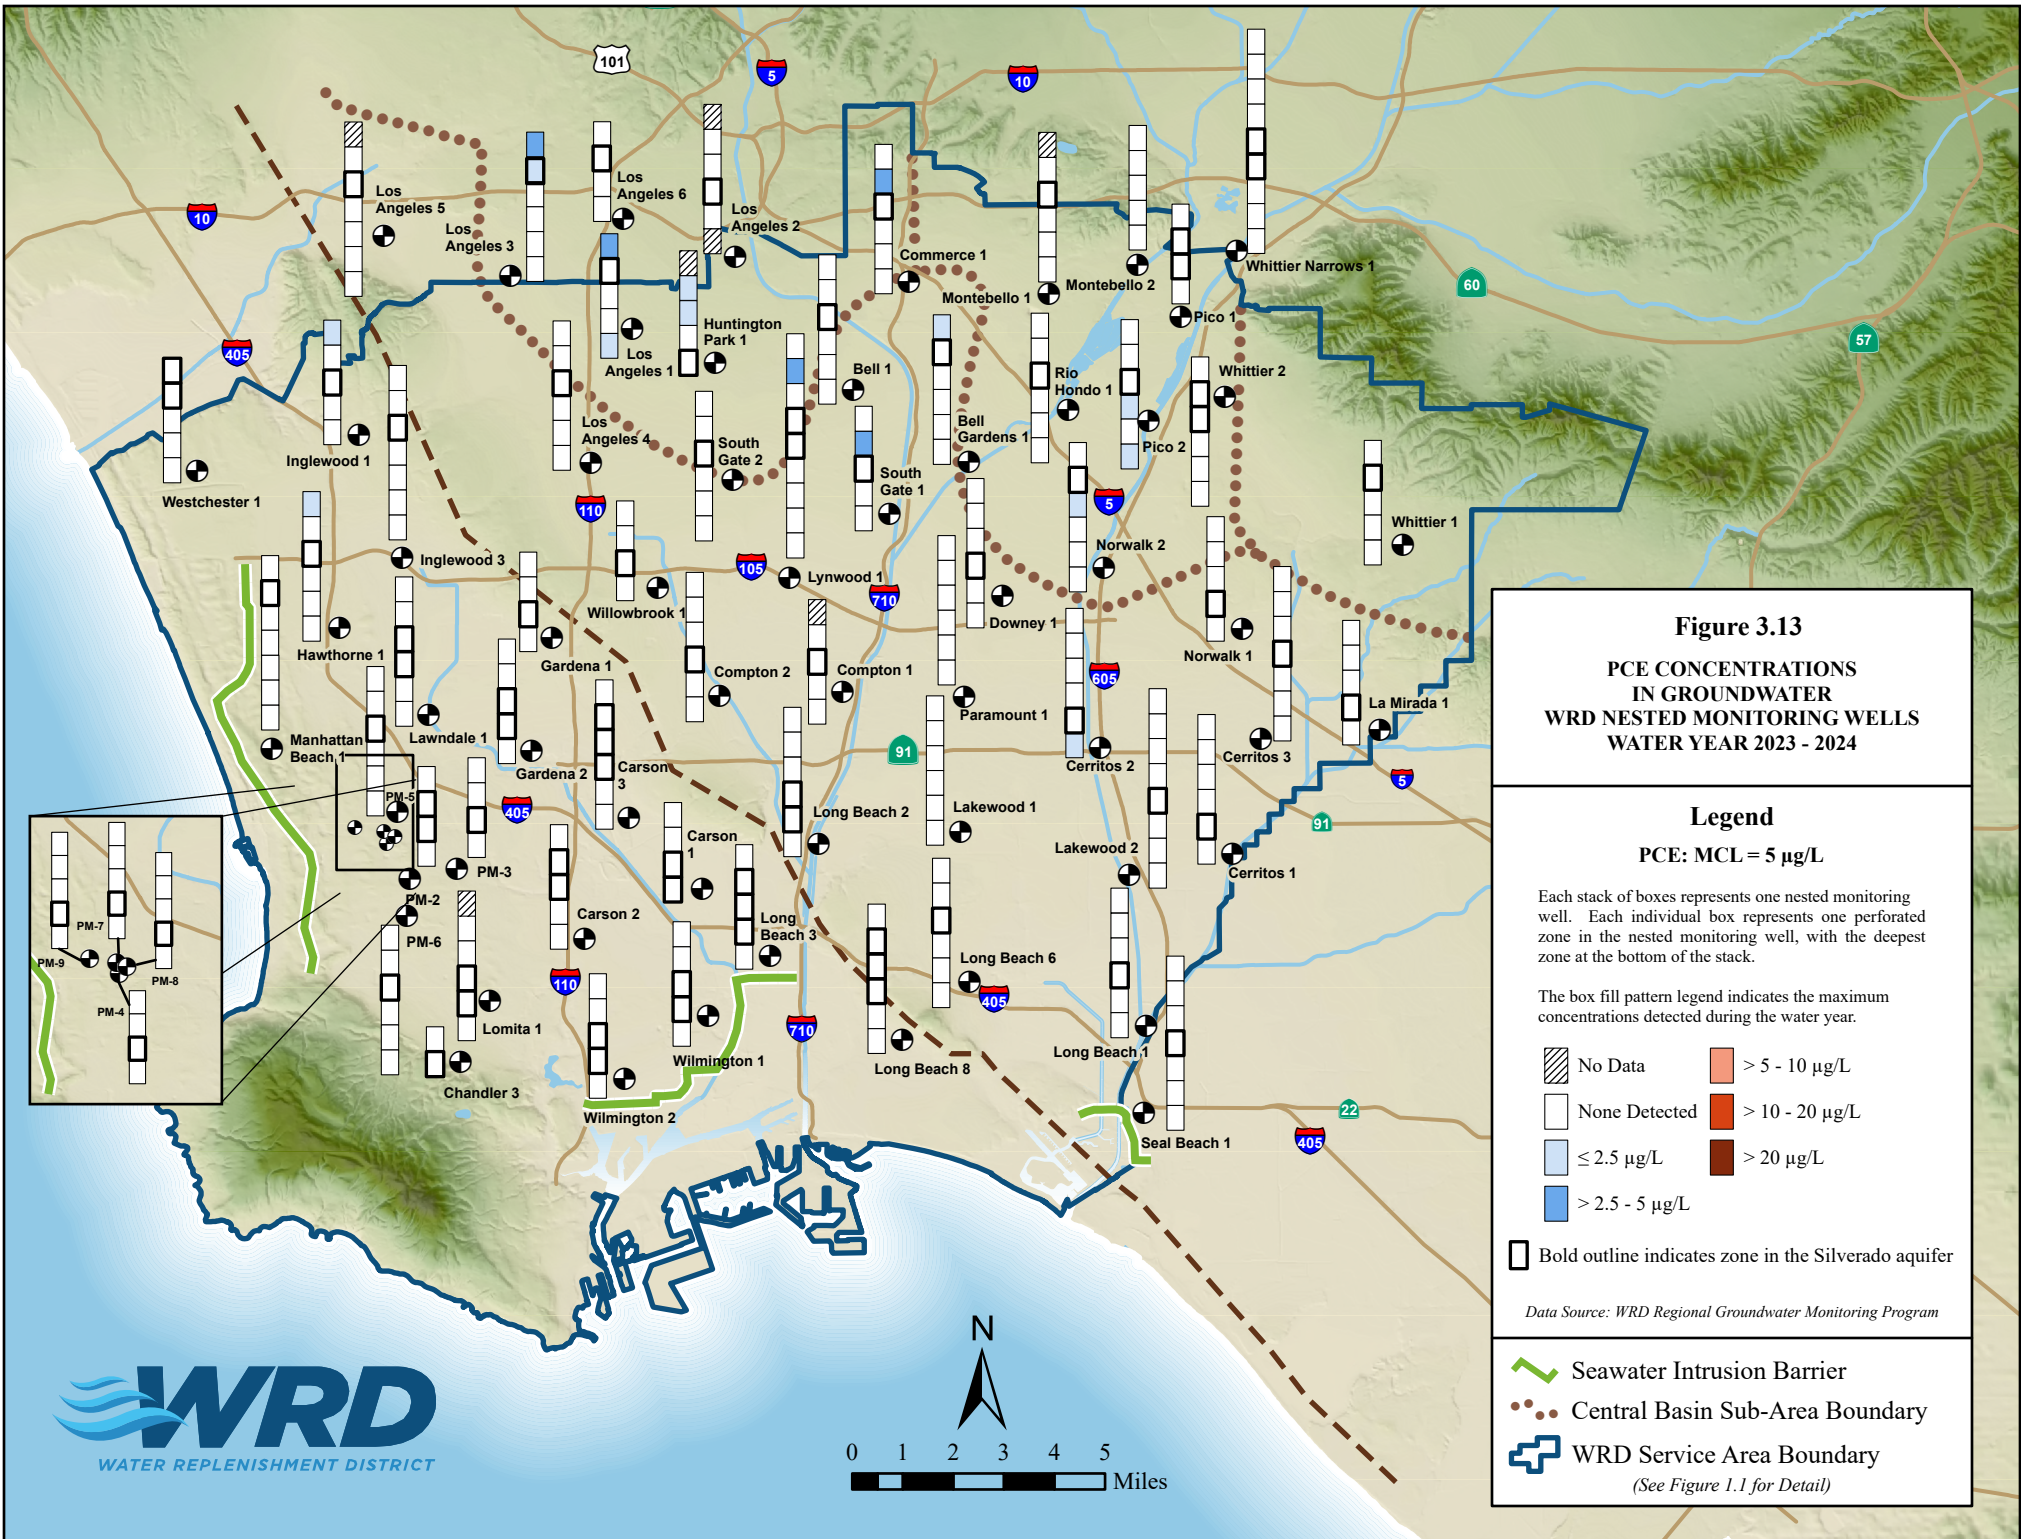 101
5
10
10
Los
Angeles 5
Los
Angeles 3
Los
Angeles 6
Los
Angeles 2
Commerce 1
Montebello 1
Montebello 2
Whittier Narrows 1
Pico 1
60
57
405
Los
Angeles 1
Huntington
Park 1
Bell 1
Rio
Hondo 1
Whittier 2
Westchester 1
Inglewood 1
Los
Angeles 4
South
Gate 2
South
Gate 1
Bell
Gardens 1
Pico 2
Whittier 1
110
5
Inglewood 3
105
Lynwood 1
710
Norwalk 2
Willowbrook 1
Downey 1
Hawthorne 1
Gardena 1
Compton 2
Compton 1
Norwalk 1
605
Paramount 1
La Mirada 1
Manhattan
Beach 1
Lawndale 1
Gardena 2
Carson
3
91
Cerritos 2
Cerritos 3
5
PM-5
405
Long Beach 2
Lakewood 1
91
Carson
1
Lakewood 2
Cerritos 1
PM-3
PM-2
PM-6
Carson 2
Long
Beach 3
Long Beach 6
405
PM-7
PM-9
PM-8
PM-4
110
Lomita 1
710
Long Beach 1
Wilmington 1
Long Beach 8
Chandler 3
Wilmington 2
22
405
Seal Beach 1
Figure 3.13
PCE CONCENTRATIONS
IN GROUNDWATER
WRD NESTED MONITORING WELLS
WATER YEAR 2023 - 2024
Legend
PCE: MCL = 5 µg/L
Each stack of boxes represents one nested monitoring
well. Each individual box represents one perforated
zone in the nested monitoring well, with the deepest
zone at the bottom of the stack.
The box fill pattern legend indicates the maximum
concentrations detected during the water year.
No Data
> 5 - 10 µg/L
None Detected
> 10 - 20 µg/L
≤ 2.5 µg/L
> 20 µg/L
> 2.5 - 5 µg/L
Bold outline indicates zone in the Silverado aquifer
Data Source: WRD Regional Groundwater Monitoring Program
Seawater Intrusion Barrier
Central Basin Sub-Area Boundary
WRD Service Area Boundary
(See Figure 1.1 for Detail)
N
0 1 2 3 4 5
Miles
WRD
WATER REPLENISHMENT DISTRICT